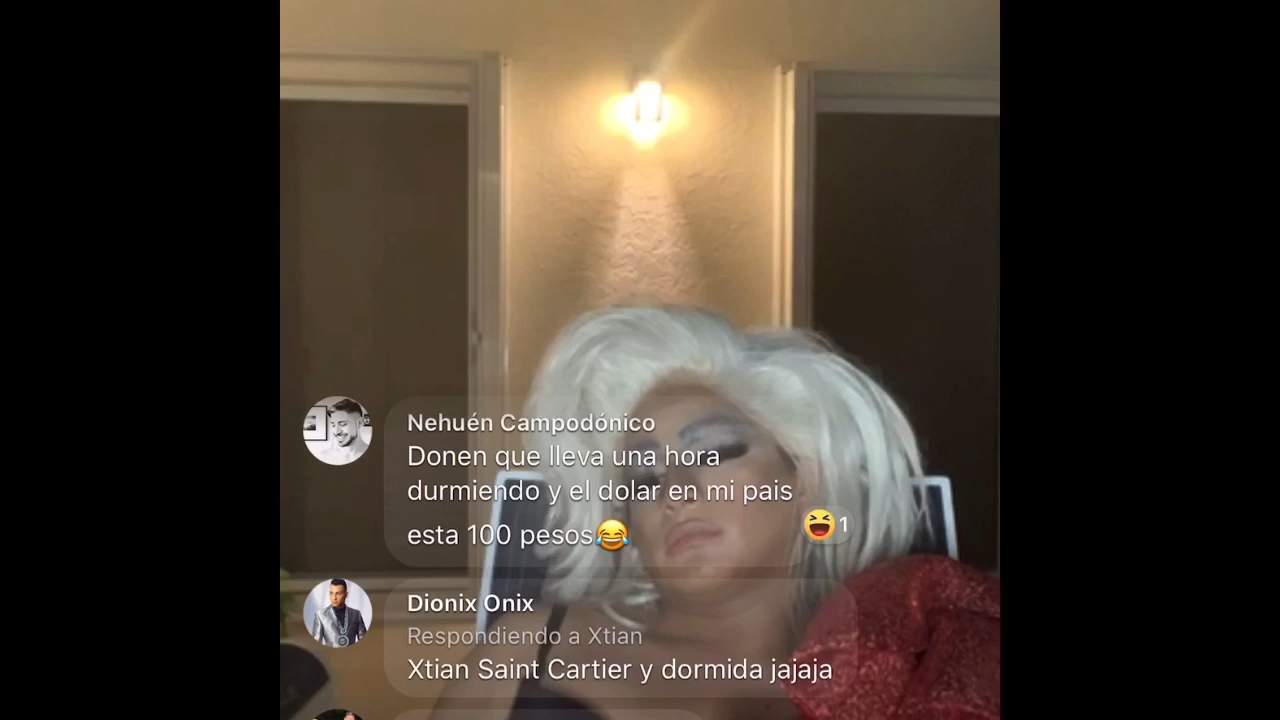 Nehuén Campodónico
Donen que lleva una hora
durmiendo y el dolar en mi pais
esta 100 pesos😂
😆1
Dionix Onix
Respondiendo a Xtian
Xtian Saint Cartier y dormida jajaja